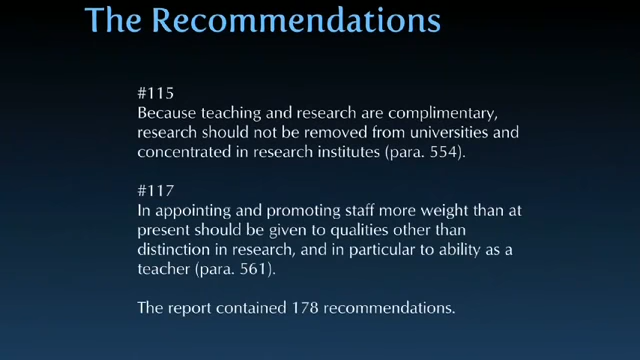 The Recommendations
#115
Because teaching and research are complimentary,
research should not be removed from universities and
concentrated in research institutes (para. 554).
#117
In appointing and promoting staff more weight than at
present should be given to qualities other than
distinction in research, and in particular to ability as a
teacher (para. 561).
The report contained 178 recommendations.